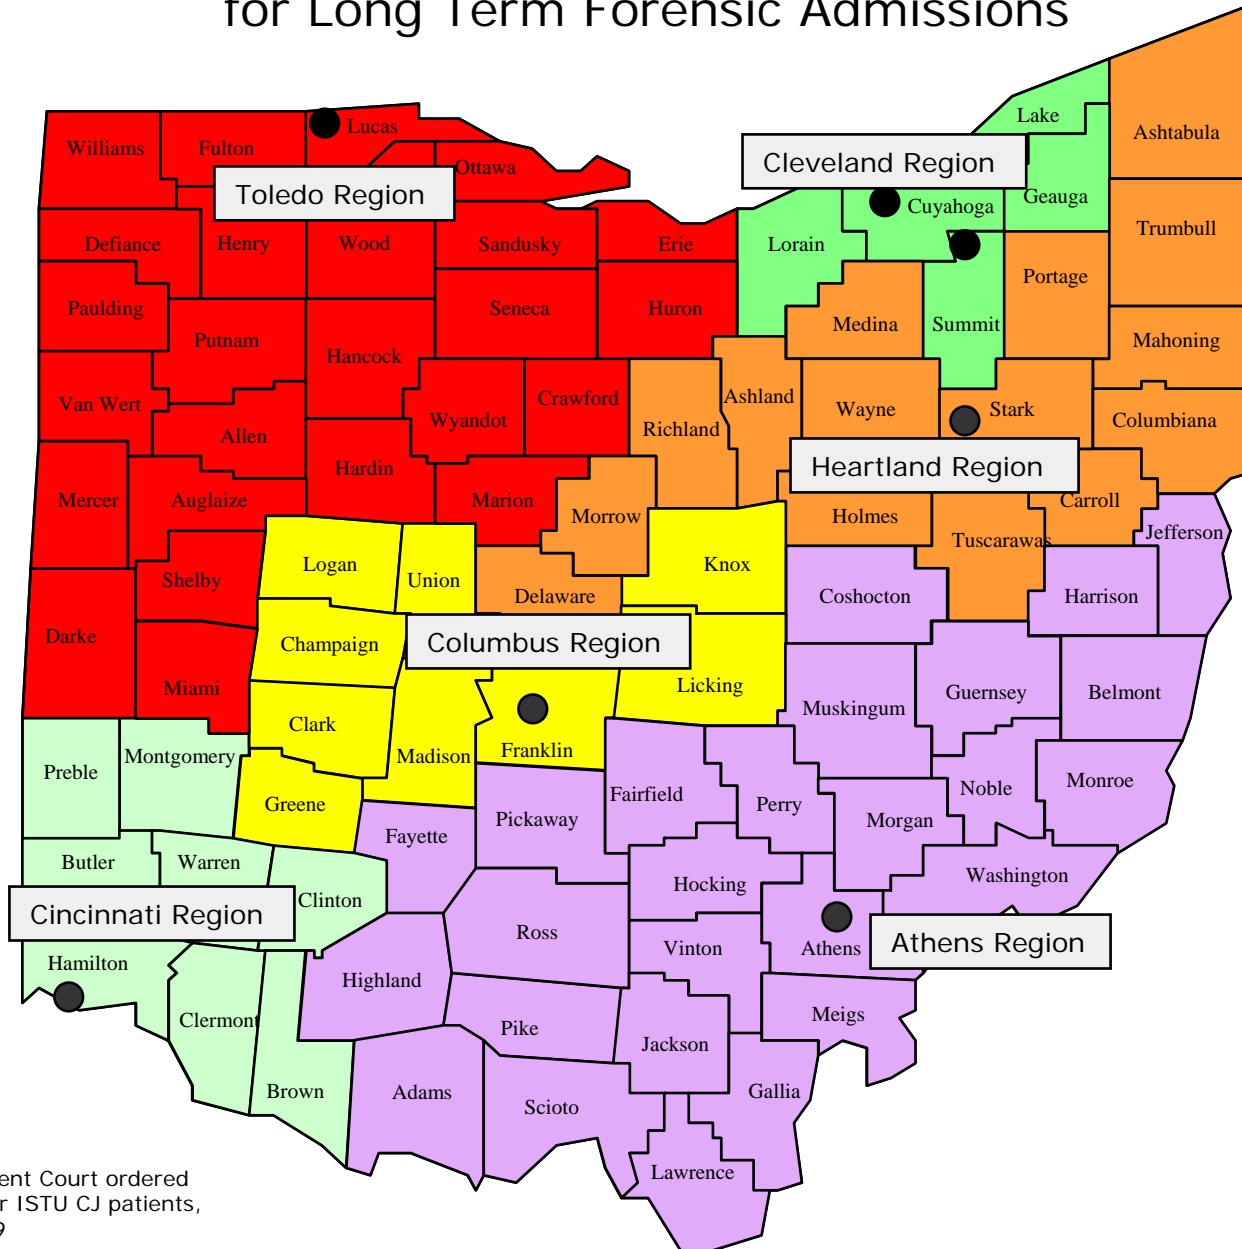 for Long Term Forensic Admissions
Lake
Ashtabula
Williams
Fulton
Lucas
Ottawa
Cleveland Region
Toledo Region
Cuyahoga
Geauga
Trumbull
Defiance
Henry
Wood
Sandusky
Erie
Lorain
Portage
Paulding
Putnam
Seneca
Huron
Medina
Summit
Mahoning
Hancock
Van Wert
Allen
Wyandot
Crawford
Richland
Ashland
Wayne
Stark
Columbiana
Hardin
Heartland Region
Mercer
Auglaize
Marion
Morrow
Holmes
Carroll
Tuscarawas
Jefferson
Shelby
Logan
Union
Knox
Delaware
Coshocton
Harrison
Darke
Champaign
Columbus Region
Miami
Licking
Muskingum
Guernsey
Belmont
Clark
Madison
Franklin
Preble
Montgomery
Greene
Fairfield
Perry
Noble
Monroe
Fayette
Pickaway
Morgan
Butler
Warren
Clinton
Hocking
Washington
Cincinnati Region
Ross
Vinton
Athens
Athens Region
Hamilton
Highland
Clermont
Pike
Jackson
Meigs
Brown
Adams
Scioto
Gallia
Lawrence
ent Court ordered
r ISTU CJ patients,
9